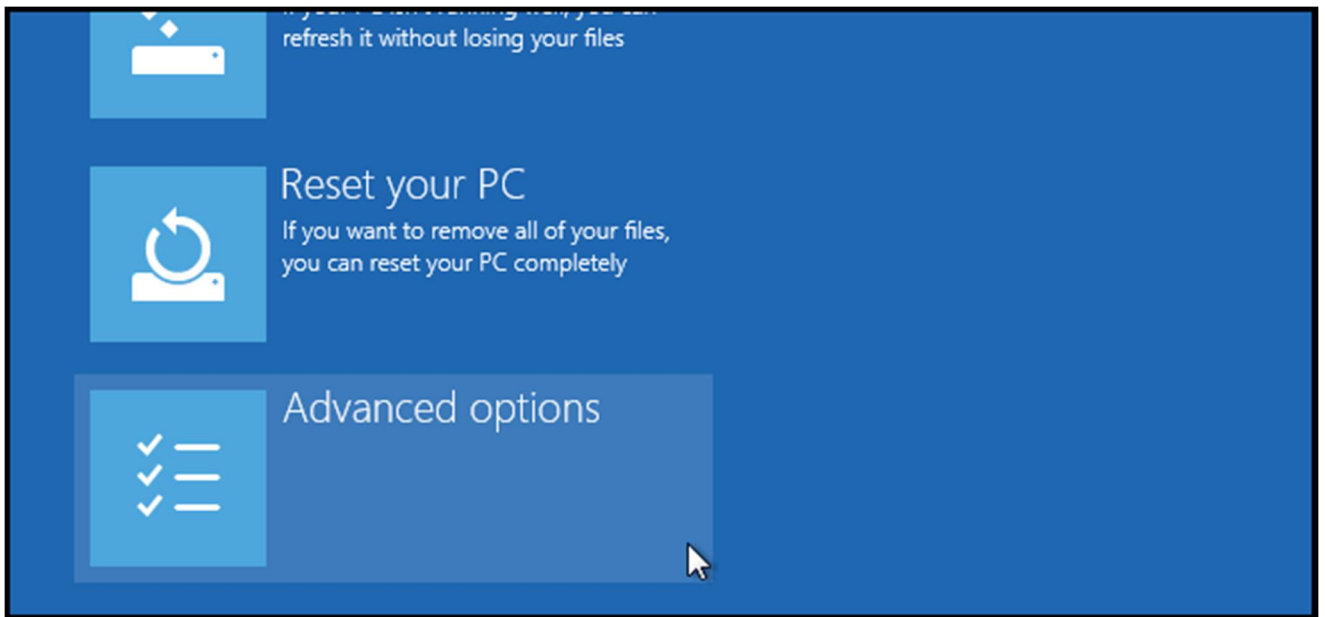 refresh it without losing your files
Reset your PC
If you want to remove all of your files,
you can reset your PC completely
Advanced options